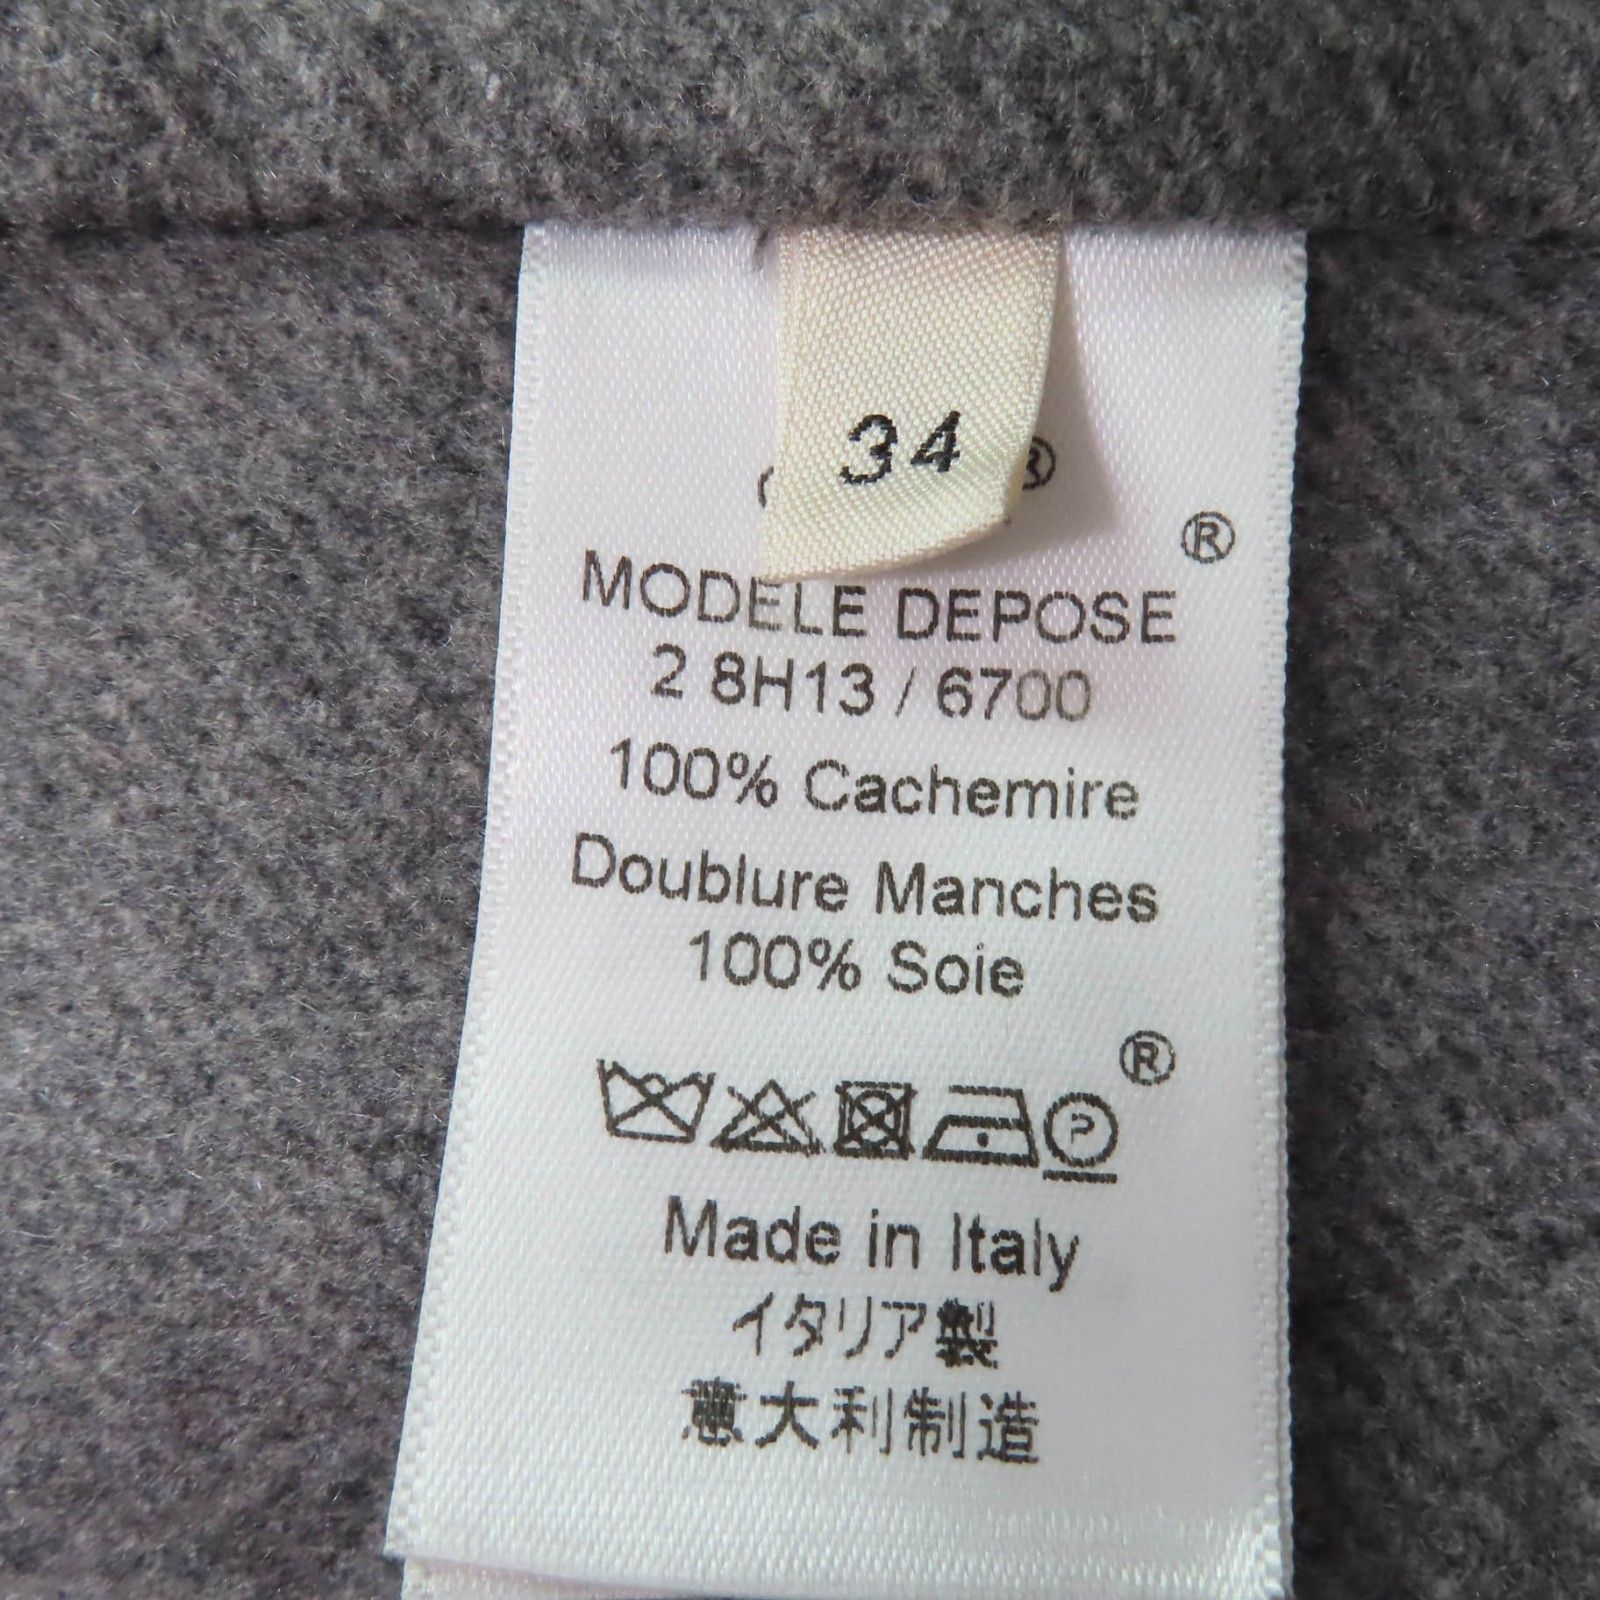 34
®
®
MODELE DEPOSE
2 8H13 / 6700
100% Cachemire
Doublure Manches
100% Soie
®
P
Made in Italy
イタリア製
意大利制造